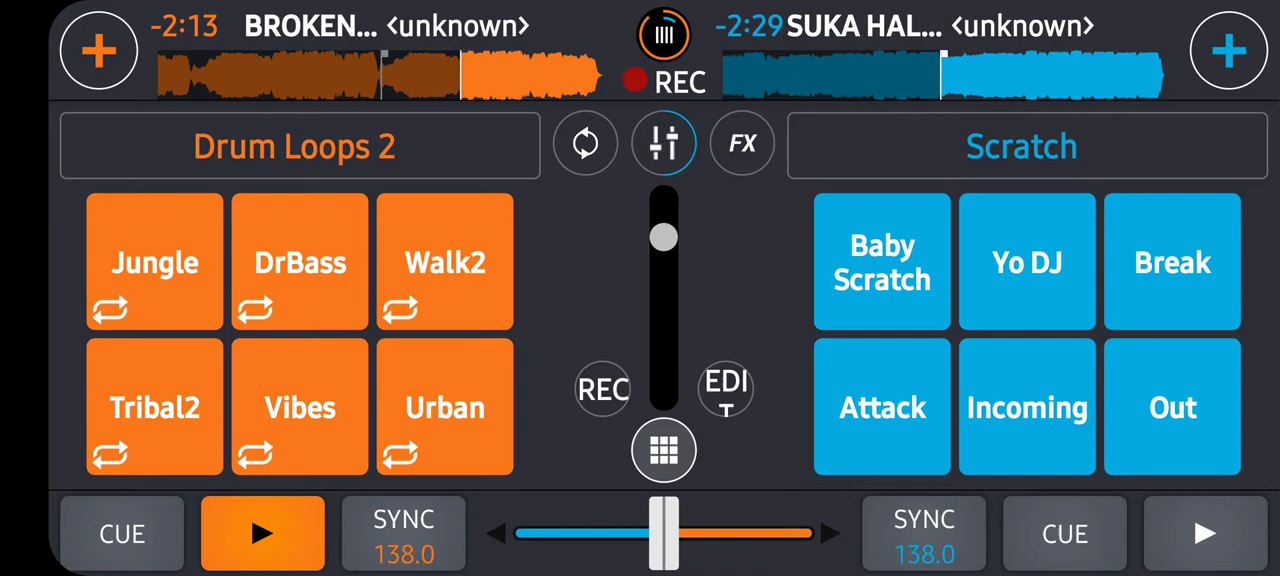 -2:13 BROKEN... <unknown>
-2:29 SUKA HAL... <unknown>
REC
Drum Loops 2
FX
Scratch
Jungle
DrBass
Walk2
Baby
Scratch
Yo DJ
Break
Tribal2
Vibes
Urban
REC
EDI
T
Attack
Incoming
Out
CUE
SYNC
138.0
SYNC
138.0
CUE